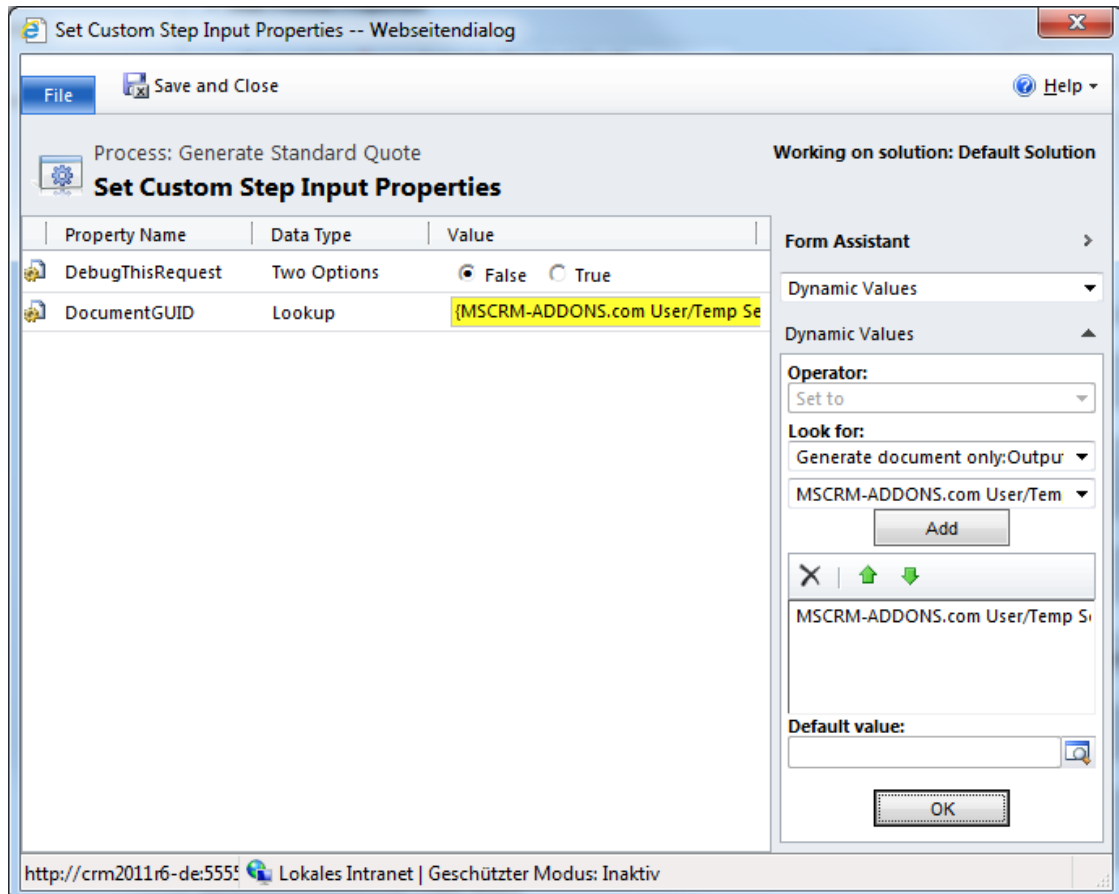 Set Custom Step Input Properties -- Webseitendialog
File
Save and Close
Help
Process: Generate Standard Quote
Set Custom Step Input Properties
Working on solution: Default Solution
Property Name Data Type Value
DebugThisRequest Two Options False True
DocumentGUID Lookup {MSCRM-ADDONS.com User/Temp Se
Form Assistant
Dynamic Values
Dynamic Values
Operator:
Set to
Look for:
Generate document only:Output
MSCRM-ADDONS.com User/Tem
Add
MSCRM-ADDONS.com User/Temp Se
Default value:
OK
http://crm2011r6-de:5555 Lokales Intranet | Geschützter Modus: Inaktiv